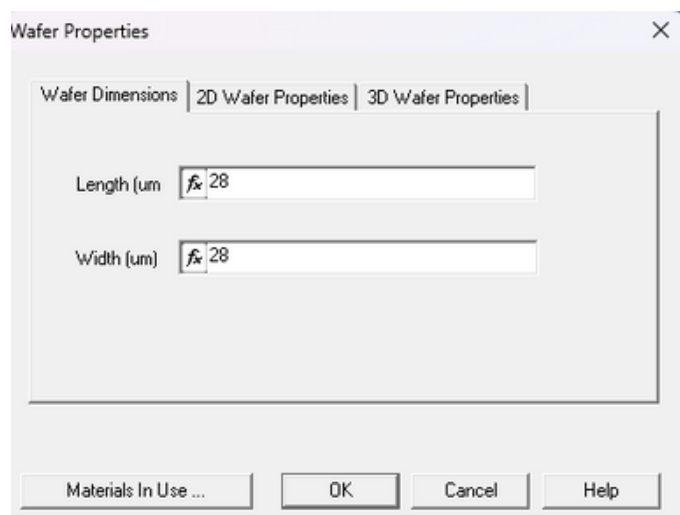 Wafer Properties
Wafer Dimensions 2D Wafer Properties 3D Wafer Properties
Length (um fx 28
Width (um) fx 28
Materials In Use ... OK Cancel Help